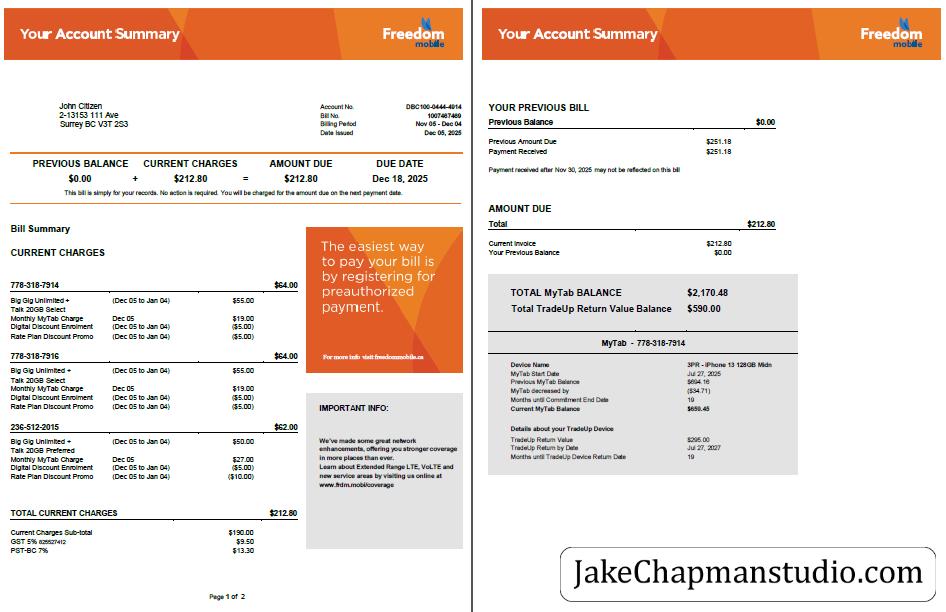 Your Account Summary
Freedom
mobile
John Citizen
2-13153 111 Ave
Surrey BC V3T 2S3
Account No. DBC100-0444-4914
Bill No. 1007467469
Billing Period Nov 05 - Dec 04
Date Issued Dec 05, 2025
PREVIOUS BALANCE CURRENT CHARGES AMOUNT DUE DUE DATE
$0.00 + $212.80 = $212.80 Dec 18, 2025
This bill is simply for your records. No action is required. You will be charged for the amount due on the next payment date.
Bill Summary
CURRENT CHARGES
778-318-7914 $64.00
Big Gig Unlimited + (Dec 05 to Jan 04) $55.00
Talk 20GB Select
Monthly MyTab Charge Dec 05 $19.00
Digital Discount Enrolment (Dec 05 to Jan 04) ($5.00)
Rate Plan Discount Promo (Dec 05 to Jan 04) ($5.00)
778-318-7916 $64.00
Big Gig Unlimited + (Dec 05 to Jan 04) $55.00
Talk 20GB Select
Monthly MyTab Charge Dec 05 $19.00
Digital Discount Enrolment (Dec 05 to Jan 04) ($5.00)
Rate Plan Discount Promo (Dec 05 to Jan 04) ($5.00)
236-512-2015 $62.00
Big Gig Unlimited + (Dec 05 to Jan 04) $50.00
Talk 20GB Preferred
Monthly MyTab Charge Dec 05 $27.00
Digital Discount Enrolment (Dec 05 to Jan 04) ($5.00)
Rate Plan Discount Promo (Dec 05 to Jan 04) ($10.00)
TOTAL CURRENT CHARGES $212.80
Current Charges Sub-total $190.00
GST 5% 825527412 $9.50
PST-BC 7% $13.30
The easiest way
to pay your bill is
by registering for
preauthorized
payment.
For more info visit freedommobile.ca
IMPORTANT INFO:
We've made some great network
enhancements, offering you stronger coverage
in more places than ever.
Learn about Extended Range LTE, VoLTE and
new service areas by visiting us online at
www.frdm.mobi/coverage
Page 1 of 2
Your Account Summary
Freedom
mobile
YOUR PREVIOUS BILL
Previous Balance $0.00
Previous Amount Due $251.18
Payment Received $251.18
Payment received after Nov 30, 2025 may not be reflected on this bill
AMOUNT DUE
Total $212.80
Current Invoice $212.80
Your Previous Balance $0.00
TOTAL MyTab BALANCE $2,170.48
Total TradeUp Return Value Balance $590.00
MyTab - 778-318-7914
Device Name 3PR - iPhone 13 128GB Midn
MyTab Start Date Jul 27, 2025
Previous MyTab Balance $694.16
MyTab decreased by ($34.71)
Months until Commitment End Date 19
Current MyTab Balance $659.45
Details about your TradeUp Device
TradeUp Return Value $295.00
TradeUp Return by Date Jul 27, 2027
Months until TradeUp Device Return Date 19
JakeChapmanstudio.com